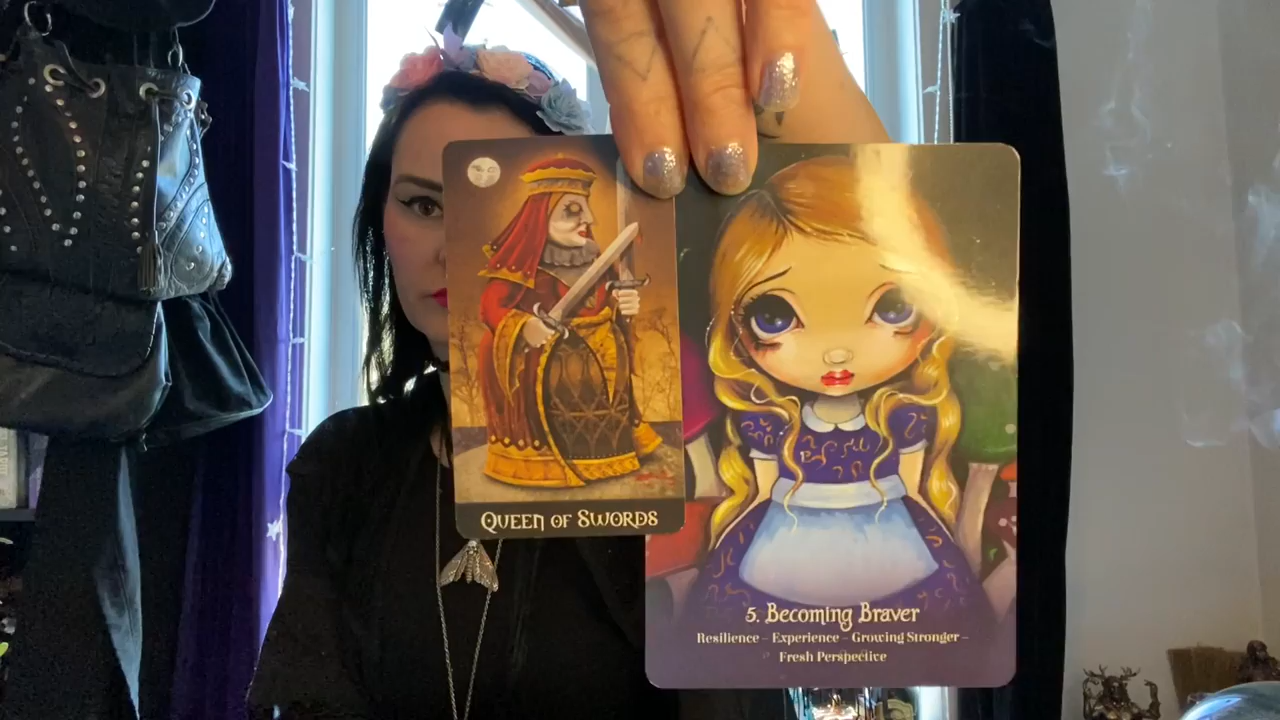 Queen of Swords
5. Becoming Braver
Resilience – Experience – Growing Stronger –
Fresh Perspective